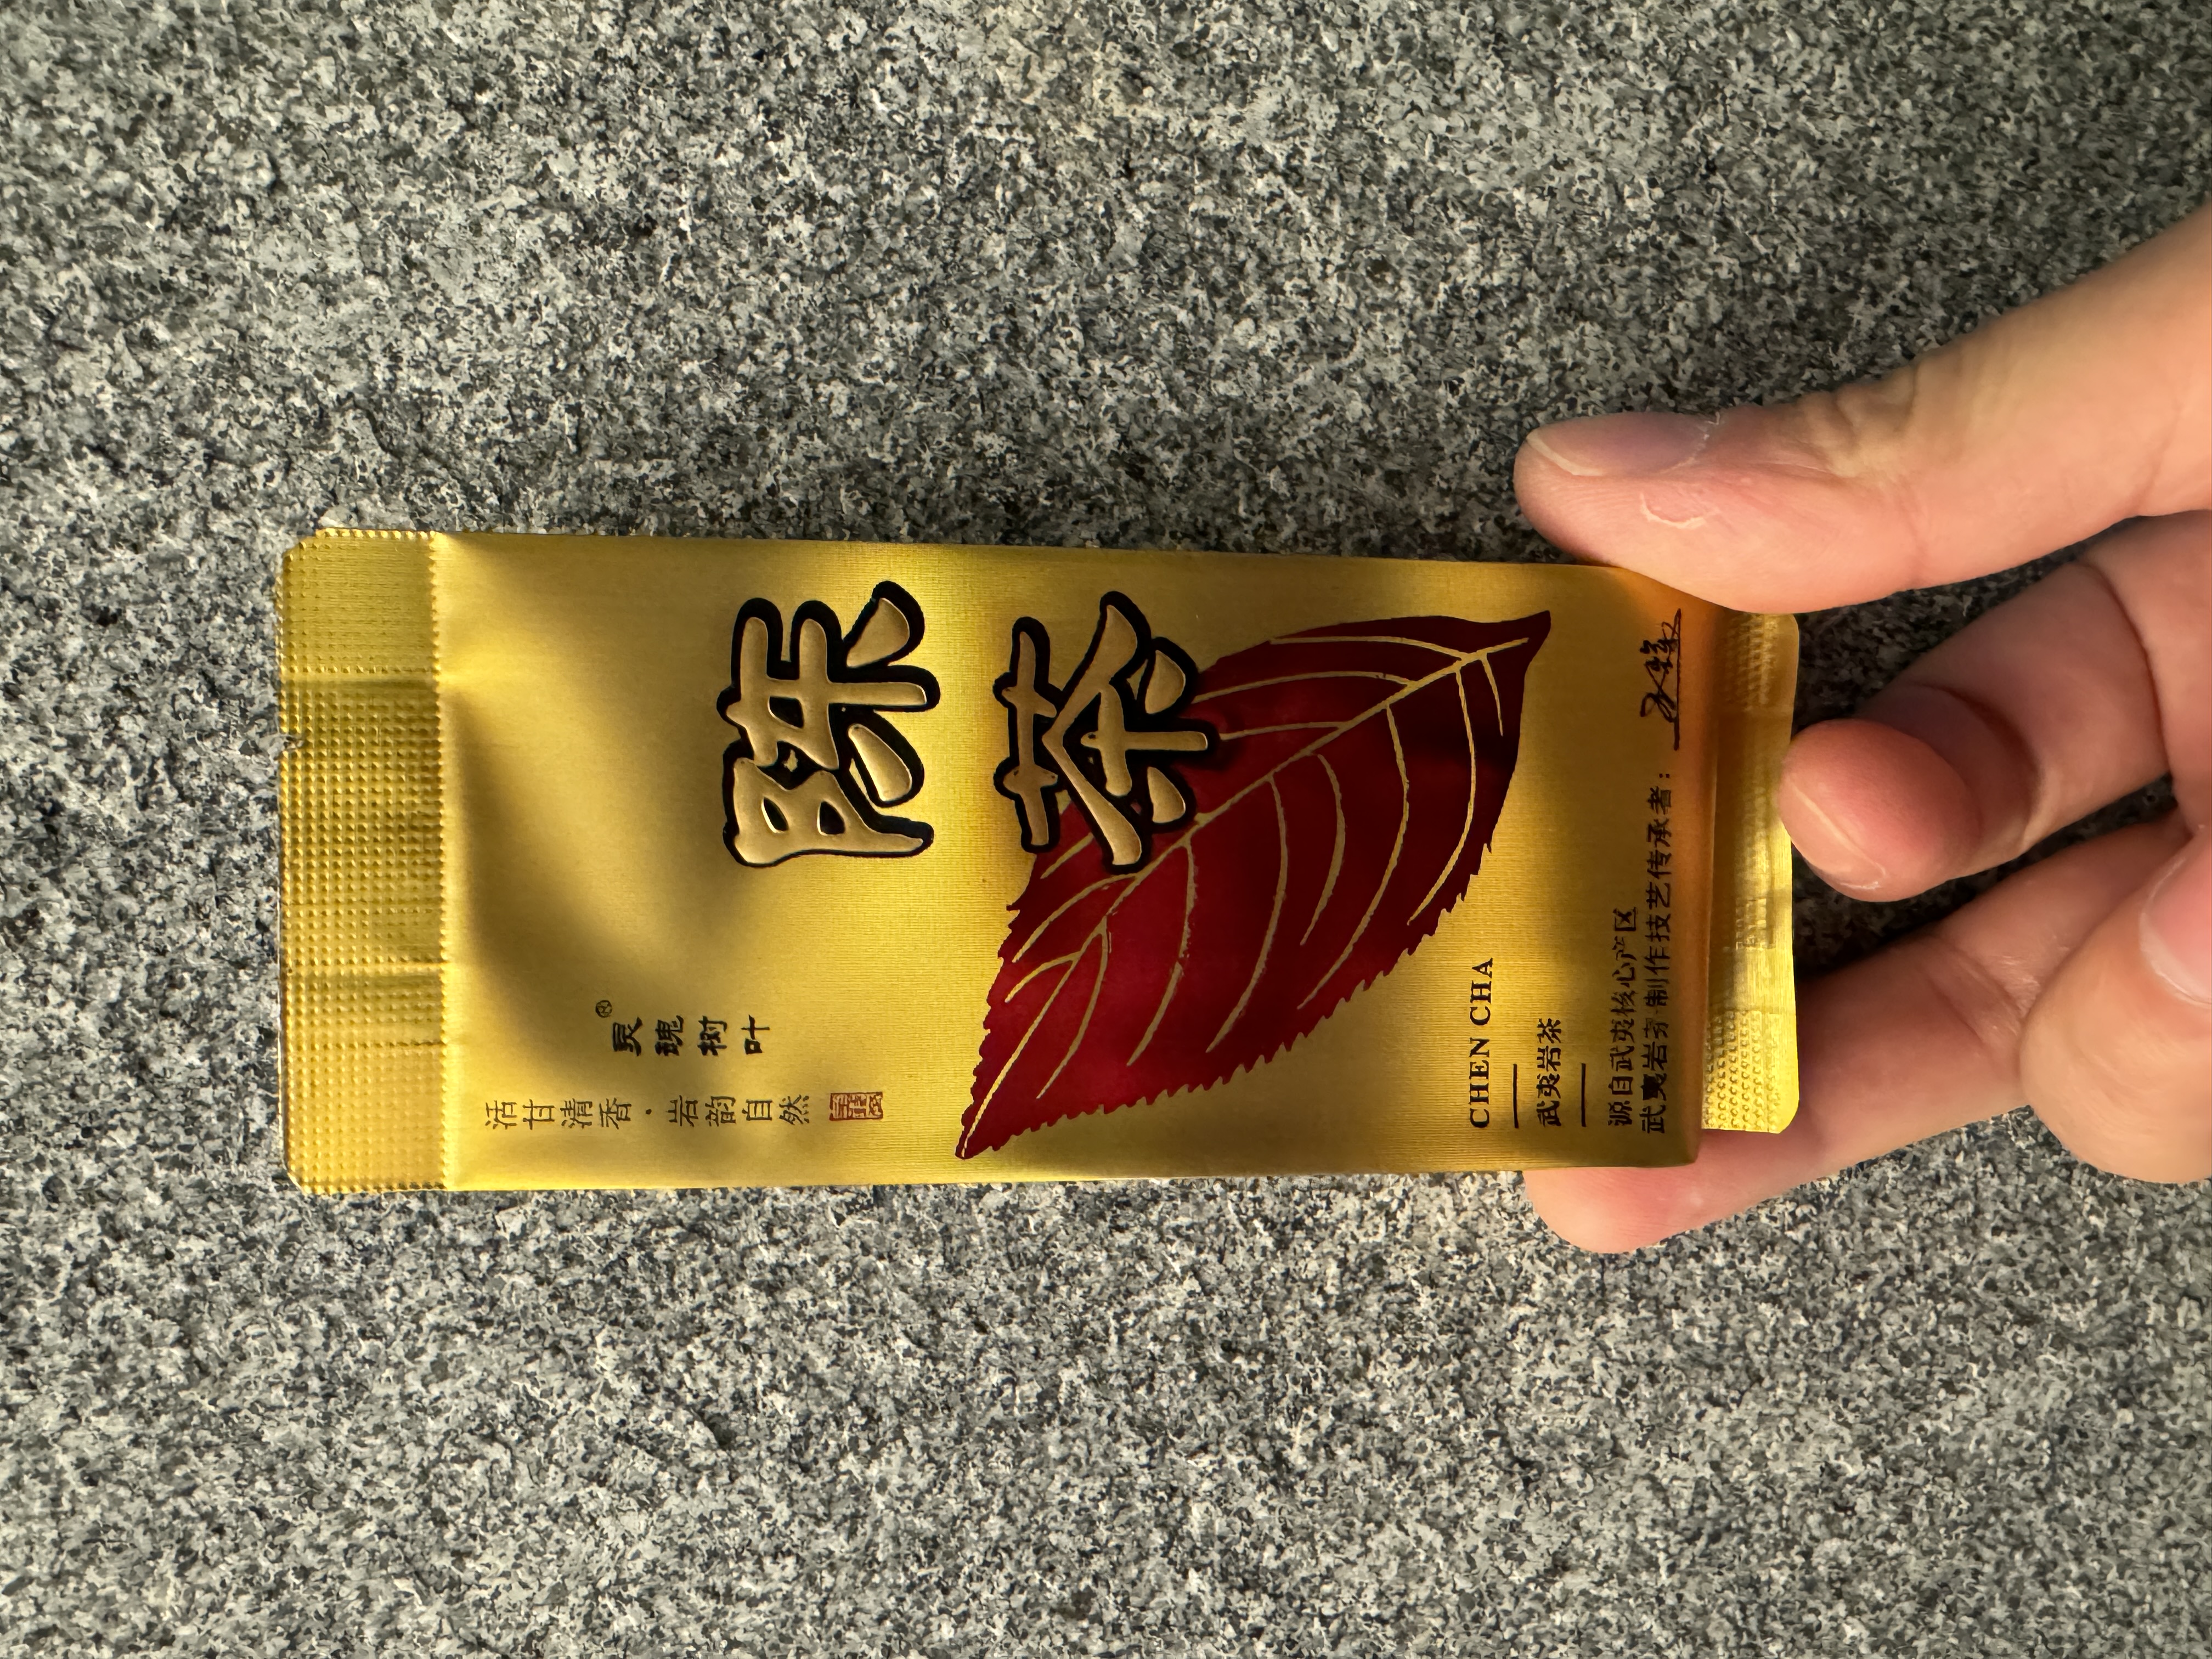 灵魂树叶®
活甘清香·岩韵自然
陈茶
CHEN CHA
武夷岩茶
源自武夷核心产区
武夷岩茶制作技艺传承者：